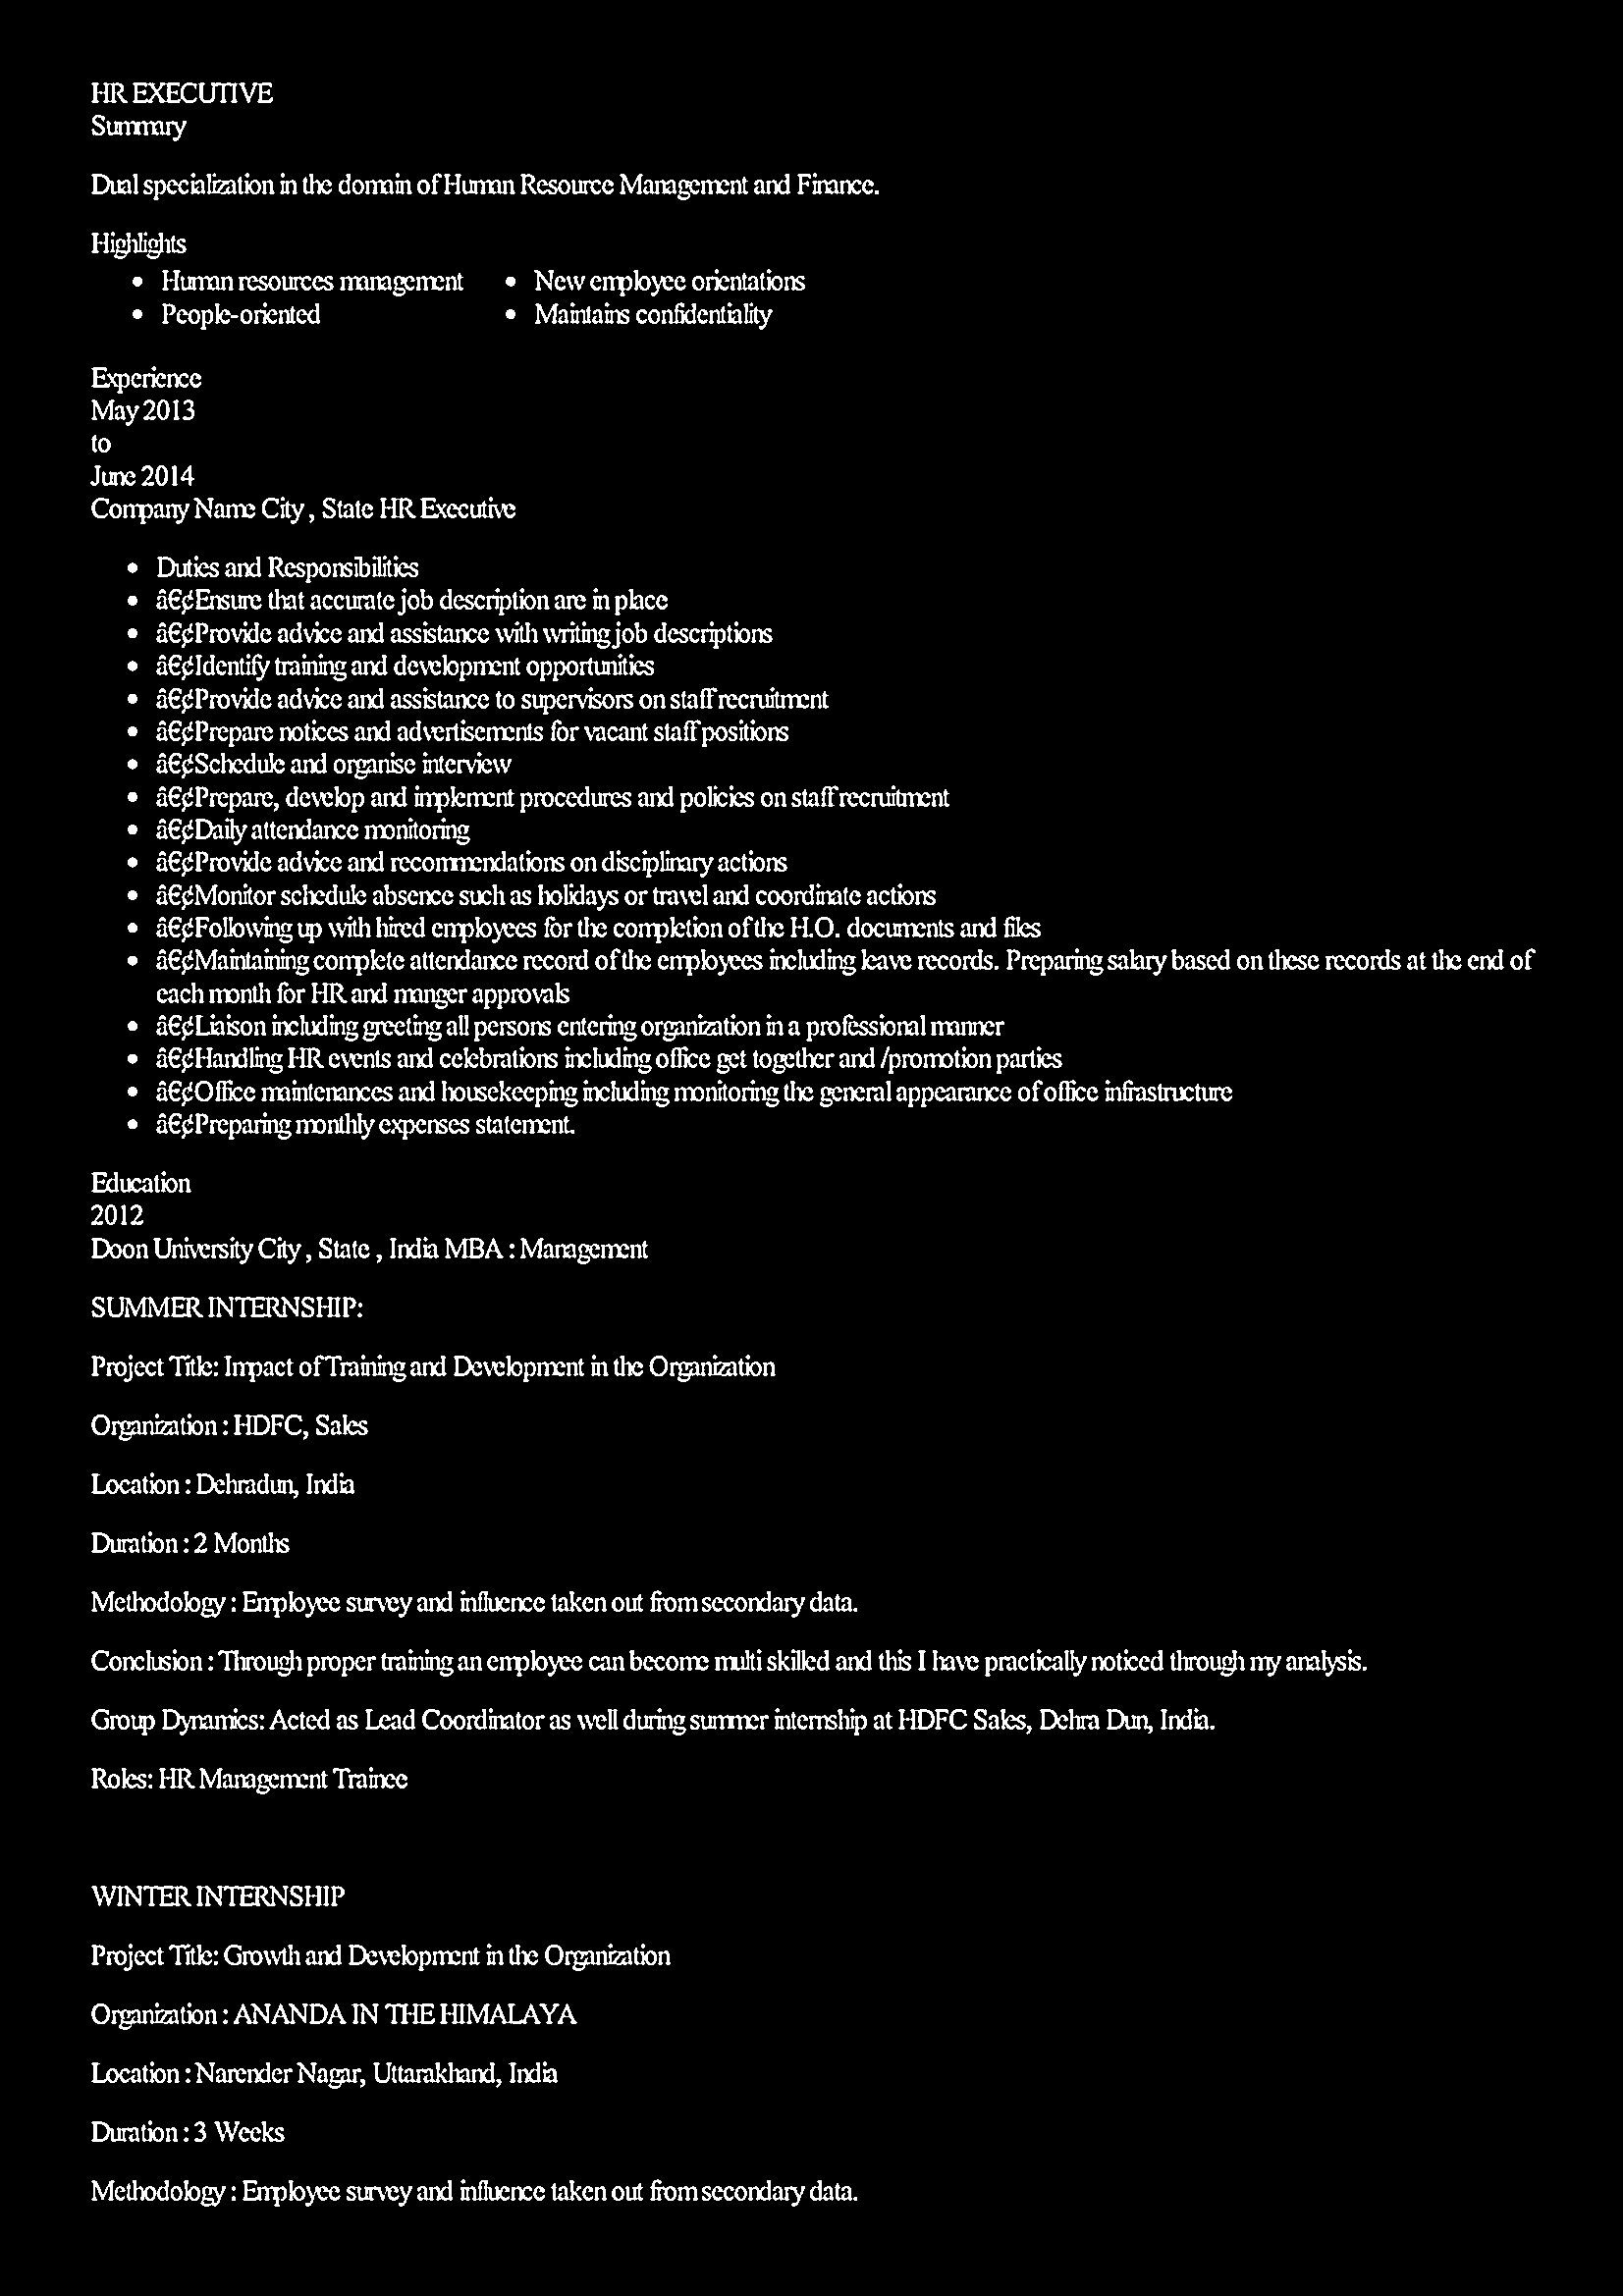 HR EXECUTIVE
Summary
Dual specialization in the domain of Human Resource Management and Finance.
Highlights
• Human resources management • New employee orientations
• People-oriented • Maintains confidentiality
Experience
May 2013
to
June 2014
Company Name City , State HR Executive
• Duties and Responsibilities
• â€¢Ensure that accurate job description are in place
• â€¢Provide advice and assistance with writing job descriptions
• â€¢Identify training and development opportunities
• â€¢Provide advice and assistance to supervisors on staff recruitment
• â€¢Prepare notices and advertisements for vacant staff positions
• â€¢Schedule and organise interview
• â€¢Prepare, develop and implement procedures and policies on staff recruitment
• â€¢Daily attendance monitoring
• â€¢Provide advice and recommendations on disciplinary actions
• â€¢Monitor schedule absence such as holidays or travel and coordinate actions
• â€¢Following up with hired employees for the completion of the H.O. documents and files
• â€¢Maintaining complete attendance record of the employees including leave records. Preparing salary based on these records at the end of
each month for HR and manger approvals
• â€¢Liaison including greeting all persons entering organization in a professional manner
• â€¢Handling HR events and celebrations including office get together and /promotion parties
• â€¢Office maintenances and housekeeping including monitoring the general appearance of office infrastructure
• â€¢Preparing monthly expenses statement.
Education
2012
Doon University City , State , India MBA : Management
SUMMER INTERNSHIP:
Project Title: Impact of Training and Development in the Organization
Organization : HDFC, Sales
Location : Dehradun, India
Duration : 2 Months
Methodology : Employee survey and influence taken out from secondary data.
Conclusion : Through proper training an employee can become multi skilled and this I have practically noticed through my analysis.
Group Dynamics: Acted as Lead Coordinator as well during summer internship at HDFC Sales, Dehra Dun, India.
Roles: HR Management Trainee
WINTER INTERNSHIP
Project Title: Growth and Development in the Organization
Organization : ANANDA IN THE HIMALAYA
Location : Narender Nagar, Uttarakhand, India
Duration : 3 Weeks
Methodology : Employee survey and influence taken out from secondary data.